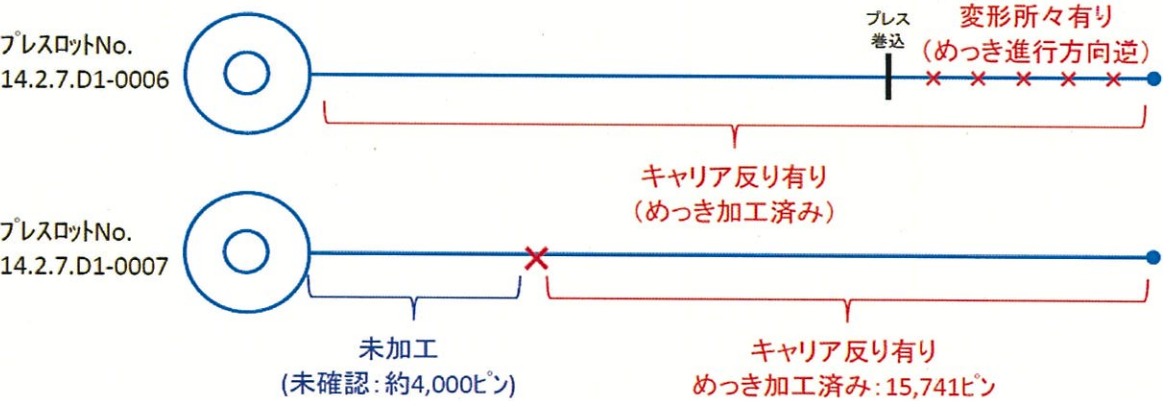 プレス
巻込
変形所々有り
(めっき進行方向逆)
ﾌﾟﾚｽﾛｯﾄNo.
14.2.7.D1-0006
キャリア反り有り
(めっき加工済み)
ﾌﾟﾚｽﾛｯﾄNo.
14.2.7.D1-0007
未加工
(未確認：約4,000ﾋﾟﾝ)
キャリア反り有り
めっき加工済み：15,741ﾋﾟﾝ